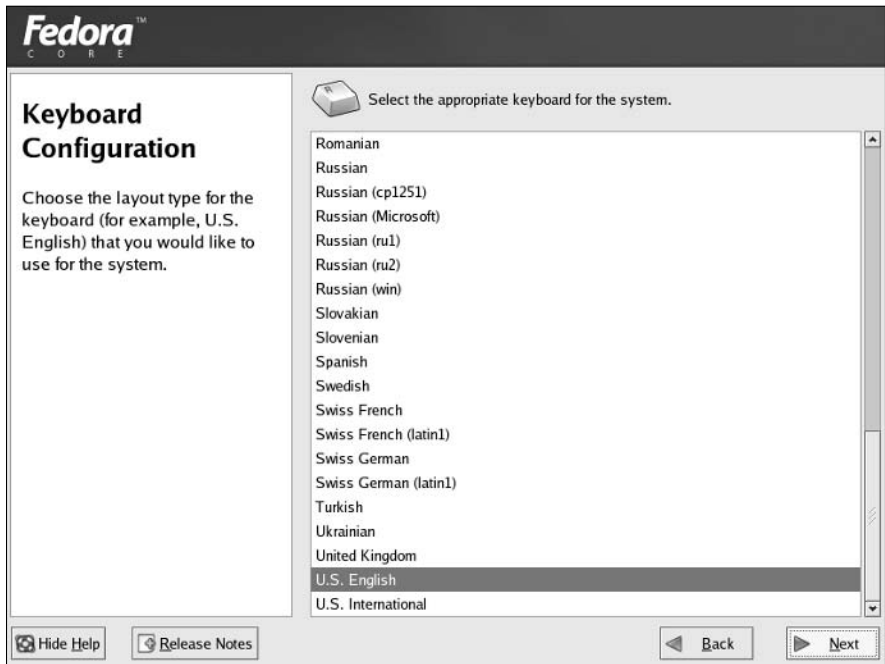 Fedora™
CORE
Keyboard
Configuration
Choose the layout type for the
keyboard (for example, U.S.
English) that you would like to
use for the system.
Select the appropriate keyboard for the system.
Romanian
Russian
Russian (cp1251)
Russian (Microsoft)
Russian (ru1)
Russian (ru2)
Russian (win)
Slovakian
Slovenian
Spanish
Swedish
Swiss French
Swiss French (latin1)
Swiss German
Swiss German (latin1)
Turkish
Ukrainian
United Kingdom
U.S. English
U.S. International
Hide Help
Release Notes
Back
Next